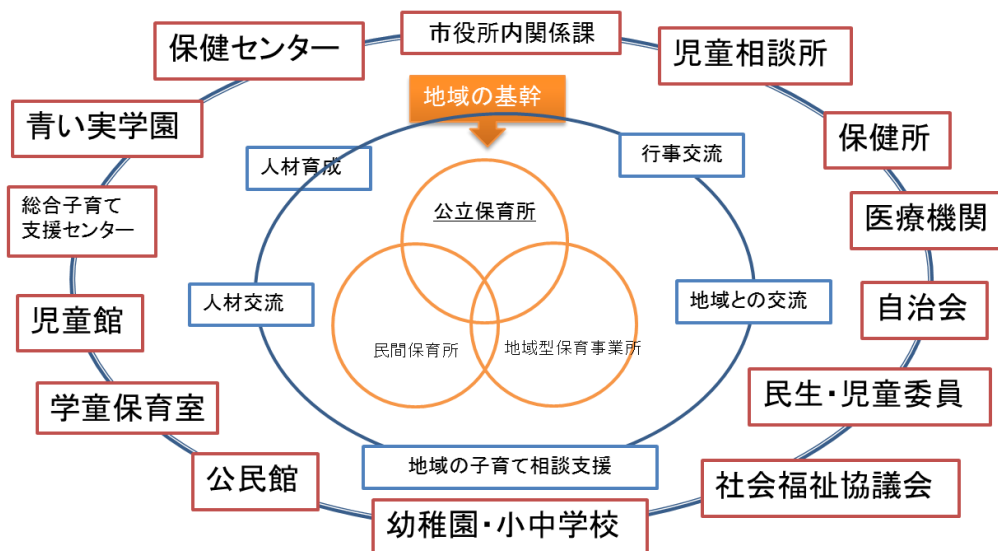 市役所内関係課
保健センター
児童相談所
地域の基幹
青い実学園
保健所
人材育成
行事交流
総合子育て
支援センター
公立保育所
医療機関
人材交流
地域との交流
児童館
自治会
民間保育所
地域型保育事業所
学童保育室
民生・児童委員
地域の子育て相談支援
公民館
社会福祉協議会
幼稚園・小中学校